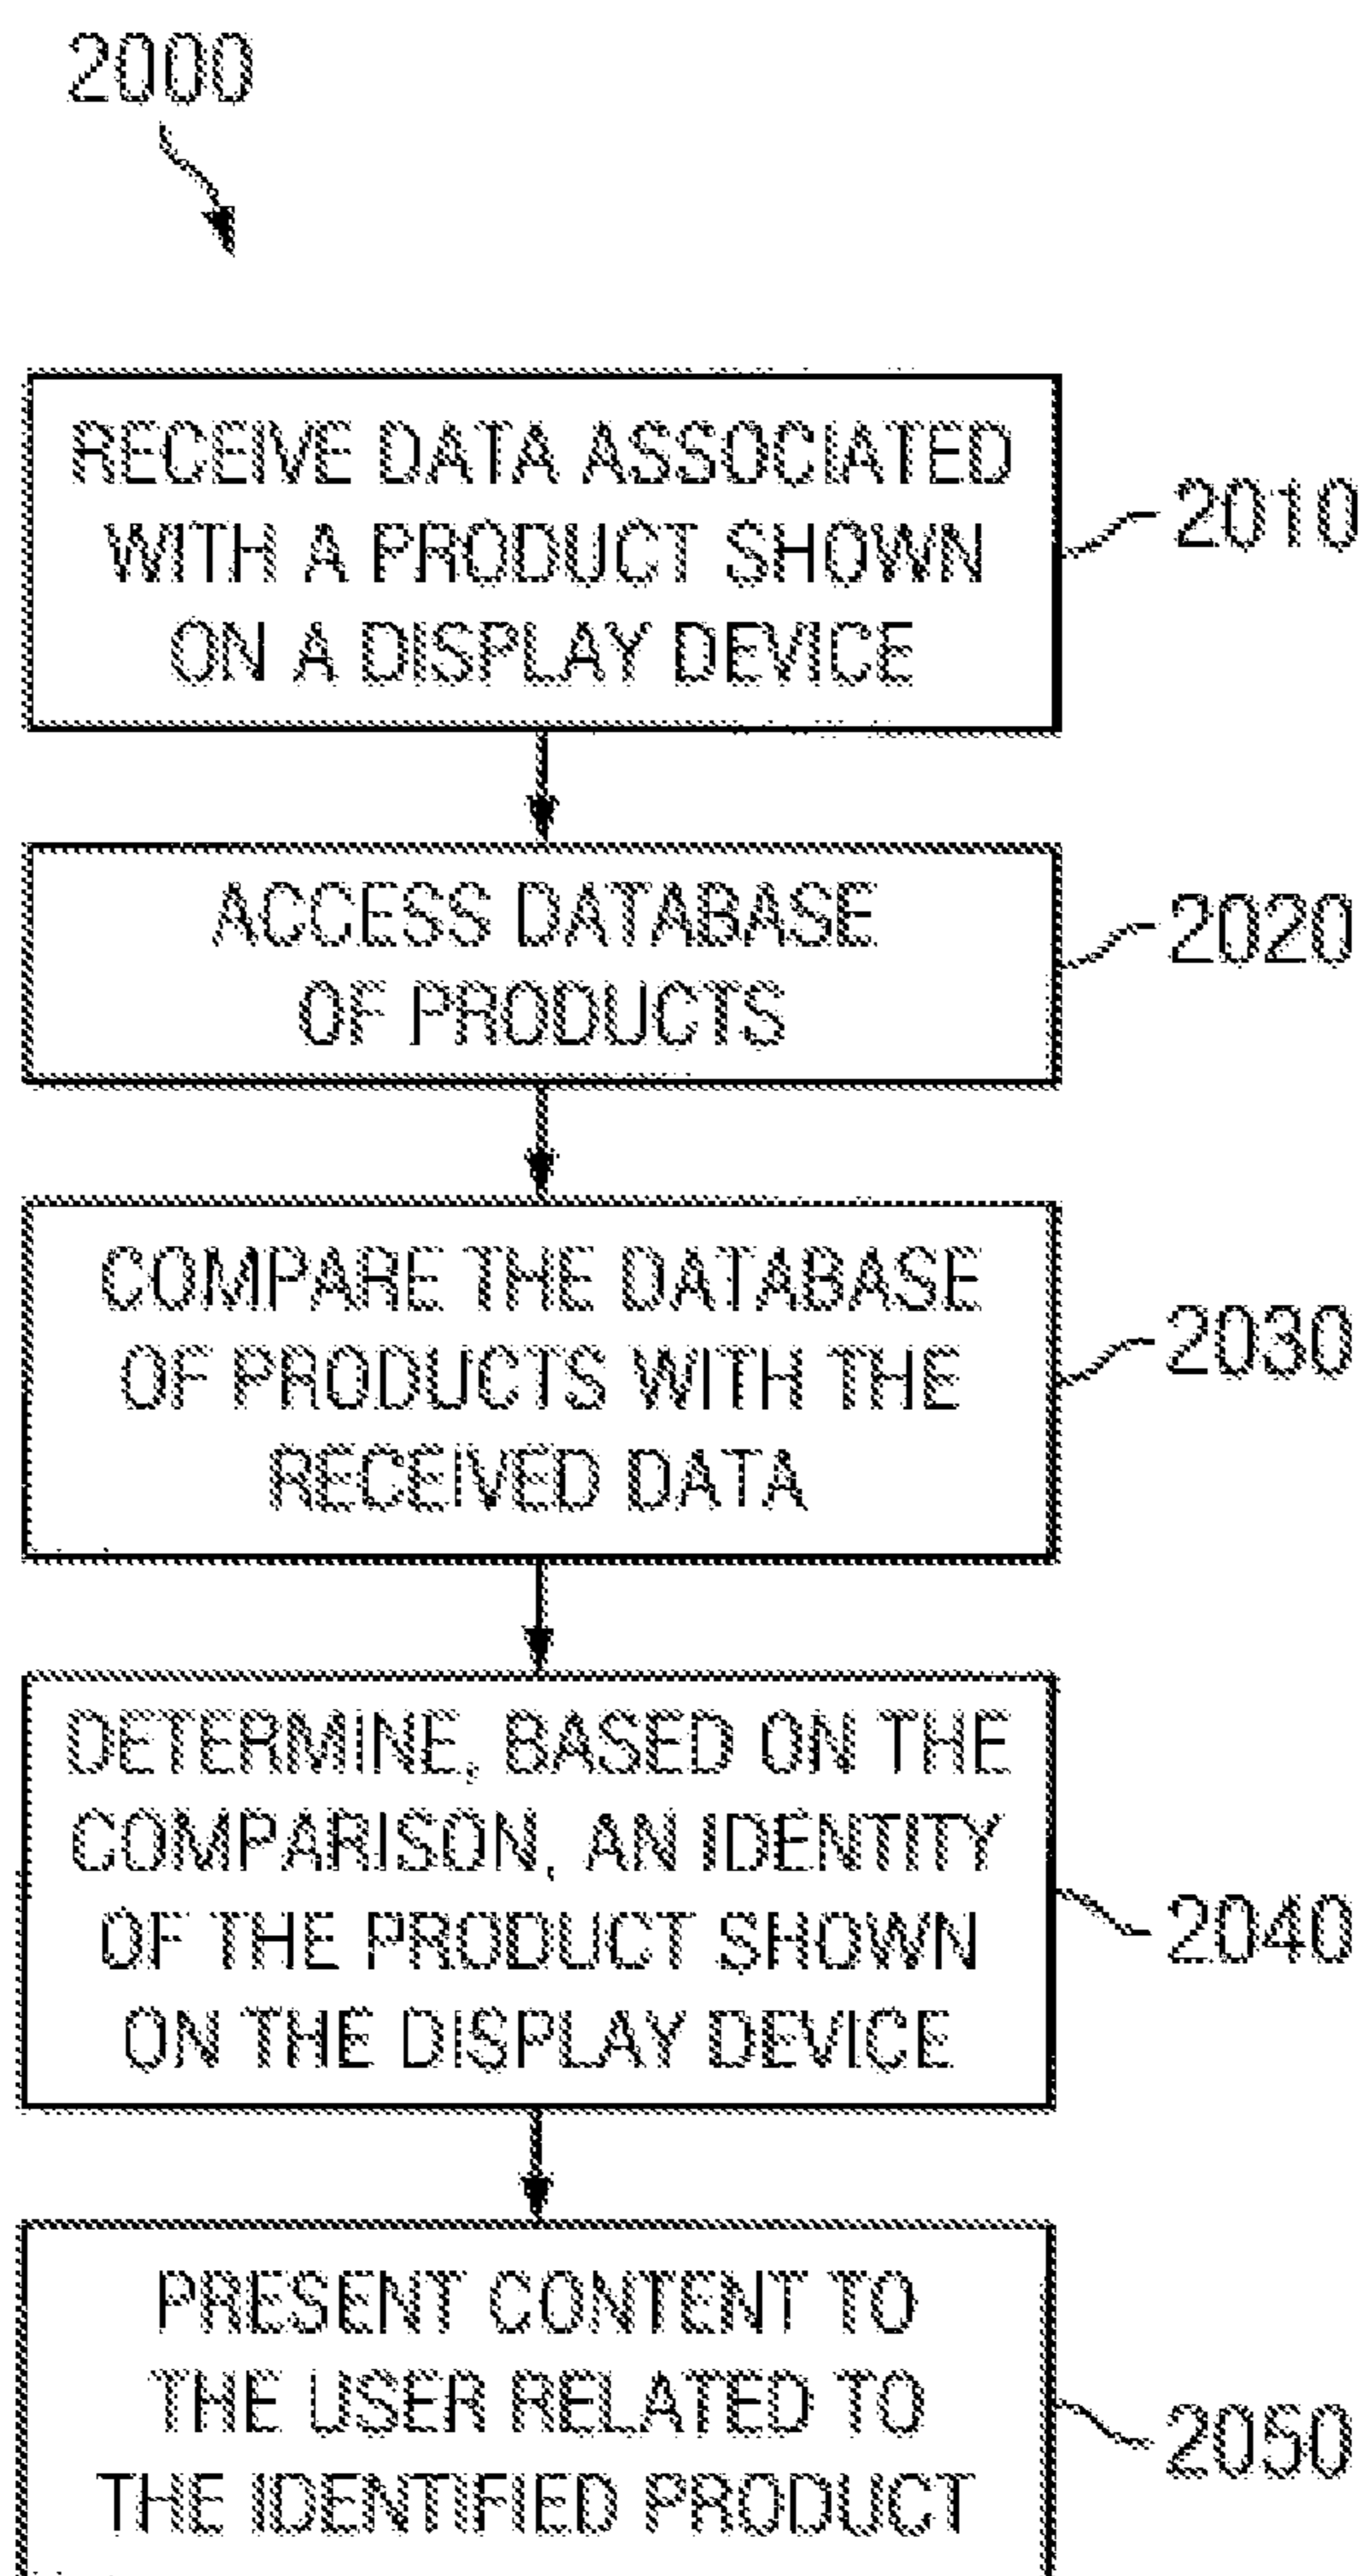 2000
RECEIVE DATA ASSOCIATED
WITH A PRODUCT SHOWN
ON A DISPLAY DEVICE
2010
ACCESS DATABASE
OF PRODUCTS
2020
COMPARE THE DATABASE
OF PRODUCTS WITH THE
RECEIVED DATA
2030
DETERMINE, BASED ON THE
COMPARISON, AN IDENTITY
OF THE PRODUCT SHOWN
ON THE DISPLAY DEVICE
2040
PRESENT CONTENT TO
THE USER RELATED TO
THE IDENTIFIED PRODUCT
2050